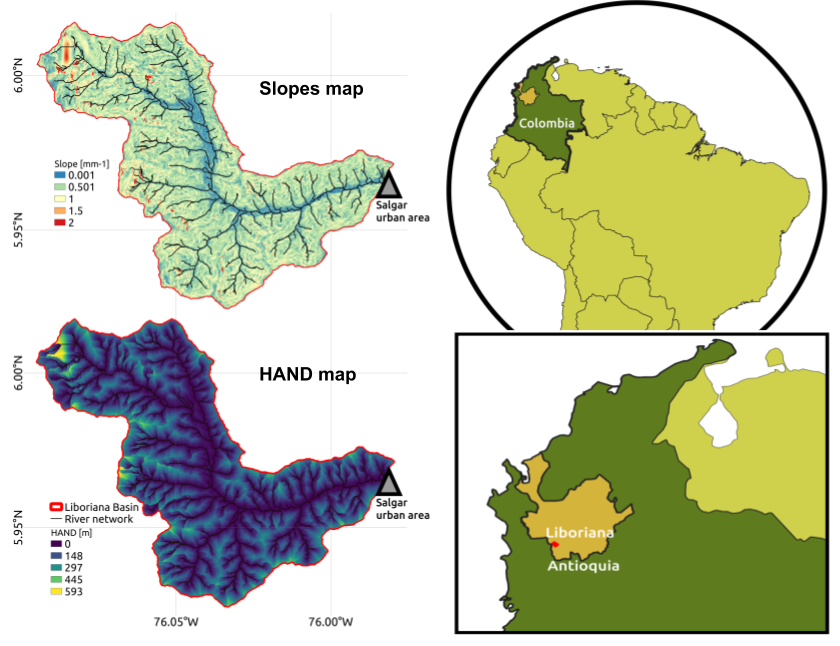 6.00°N
Slopes map
Slope [mm-1]
0.001
0.501
1
1.5
2
5.95°N
Salgar
urban area
Colombia
6.00°N
HAND map
Liboriana Basin
River network
HAND [m]
0
148
297
445
593
5.95°N
Salgar
urban area
76.05°W
76.00°W
Liboriana
Antioquia